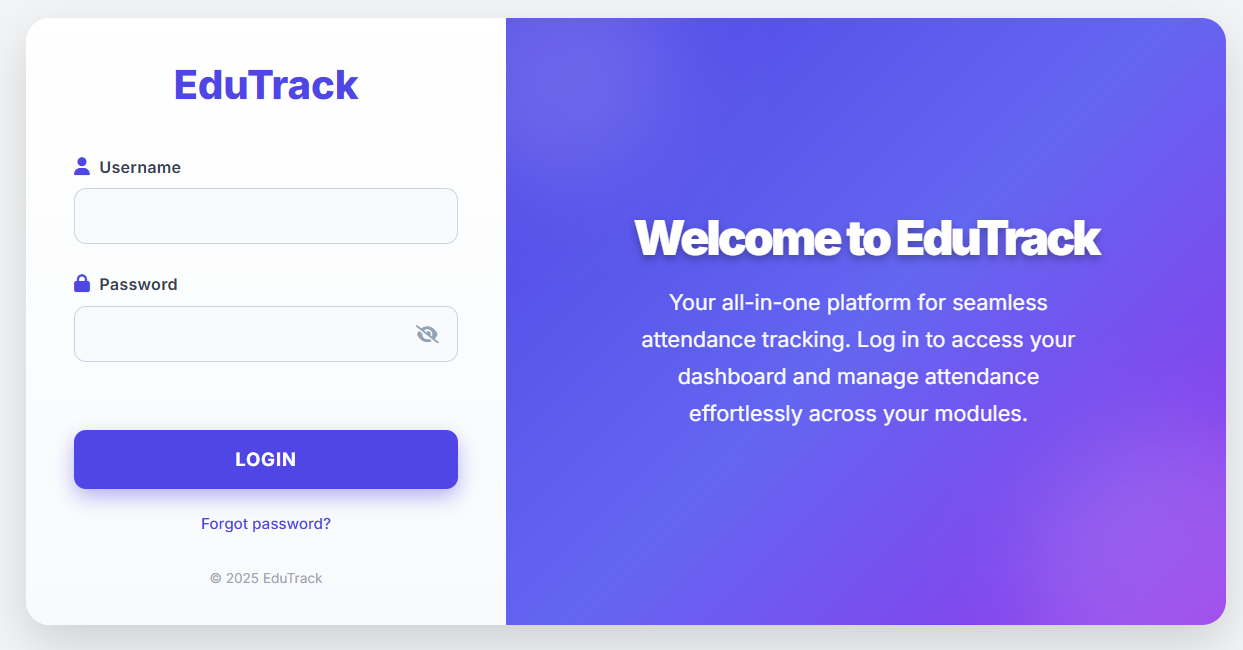 EduTrack
Username
Password
LOGIN
Forgot password?
© 2025 EduTrack
Welcome to EduTrack
Your all-in-one platform for seamless
attendance tracking. Log in to access your
dashboard and manage attendance
effortlessly across your modules.